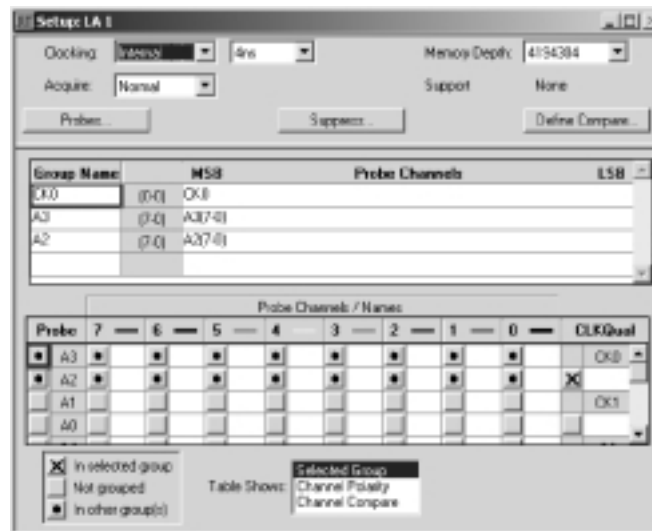 Setup: LA 1
Clocking: Internal 4ns Memory Depth: 4194304
Acquire: Normal Support None
Probes... Suppress... Define Compare...
Group Name MSB Probe Channels LSB
CK0 (0-0) CK0
A3 (7-0) A3(7-0)
A2 (7-0) A2(7-0)
Probe Channels / Names
Probe 7 6 5 4 3 2 1 0 CLKQual
A3 CK0
A2
A1 CK1
A0
In selected group
Not grouped
In other group(s)
Table Shows: Selected Group
Channel Polarity
Channel Compare